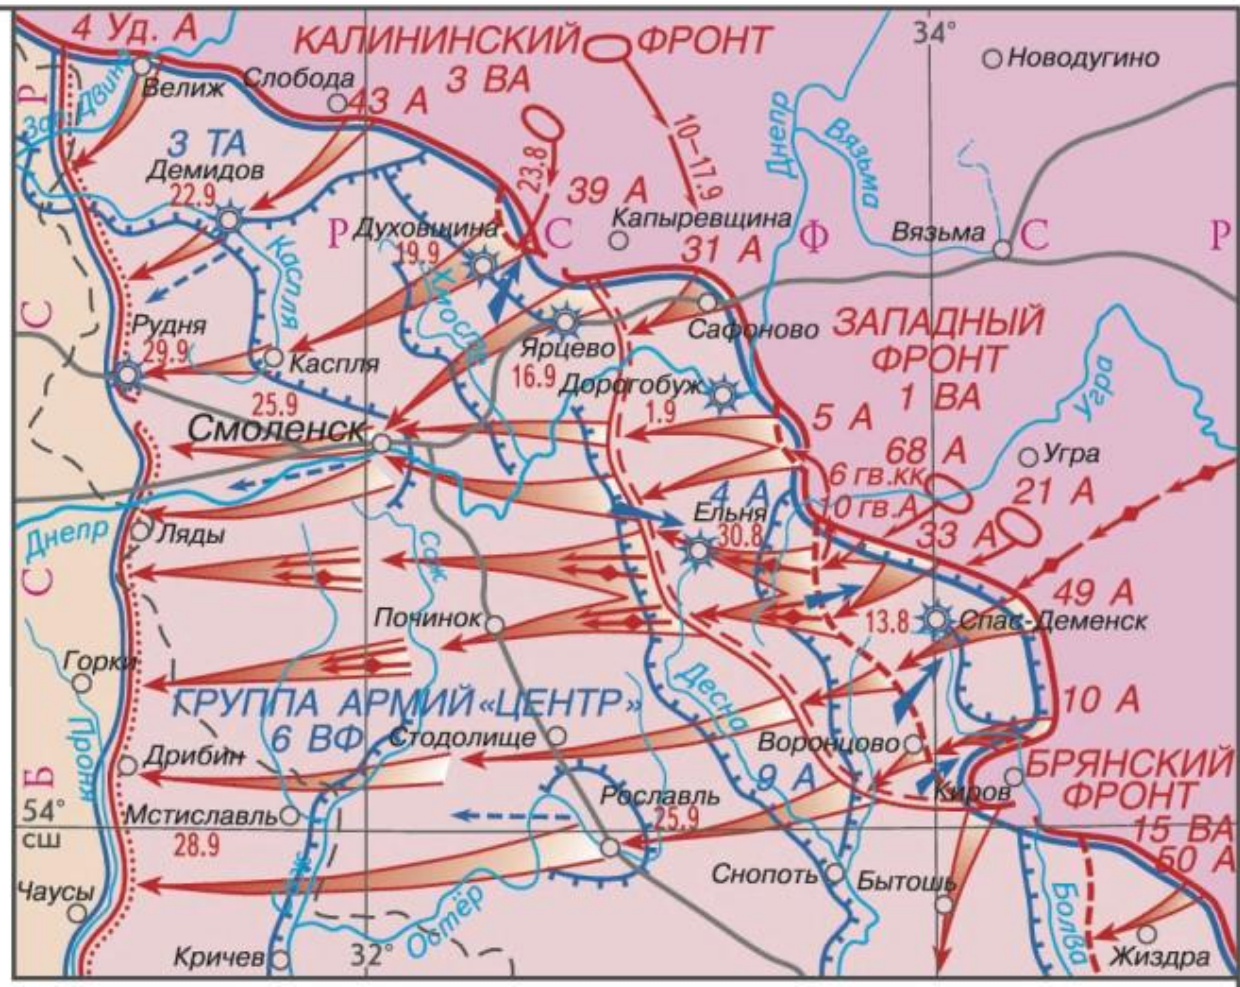 4 Уд. А
КАЛИНИНСКИЙ ФРОНТ
3 ВА
34°
Новодугино
Велиж
Слобода
43 А
Р
Зап. Двина
3 ТА
Демидов
22.9
23.8
10–17.9
39 А
Днепр
Вязьма
Капыревщина
31 А
Вязьма
Р
С
Ф
С
Р
Духовщина
19.9
Каспля
Хмость
С
Рудня
29.9
Каспля
25.9
Ярцево
16.9
Сафоново
Дорогобуж
1.9
ЗАПАДНЫЙ
ФРОНТ
1 ВА
Угра
Смоленск
5 А
68 А
6 гв.кк
10 гв.А
Угра
21 А
33 А
4 А
Ельня
30.8
Днепр
Ляды
С
Сож
49 А
Починок
13.8
Спас-Деменск
Горки
Проня
Десна
10 А
ГРУППА АРМИЙ «ЦЕНТР»
6 ВФ
Стодолище
Воронцово
Дрибин
9 А
Киров
БРЯНСКИЙ
ФРОНТ
15 ВА
50 А
Б
54°
сш
Мстиславль
28.9
Рославль
25.9
Чаусы
Сож
Остёр
Снопоть
Бытошь
Болва
Жиздра
Кричев
32°